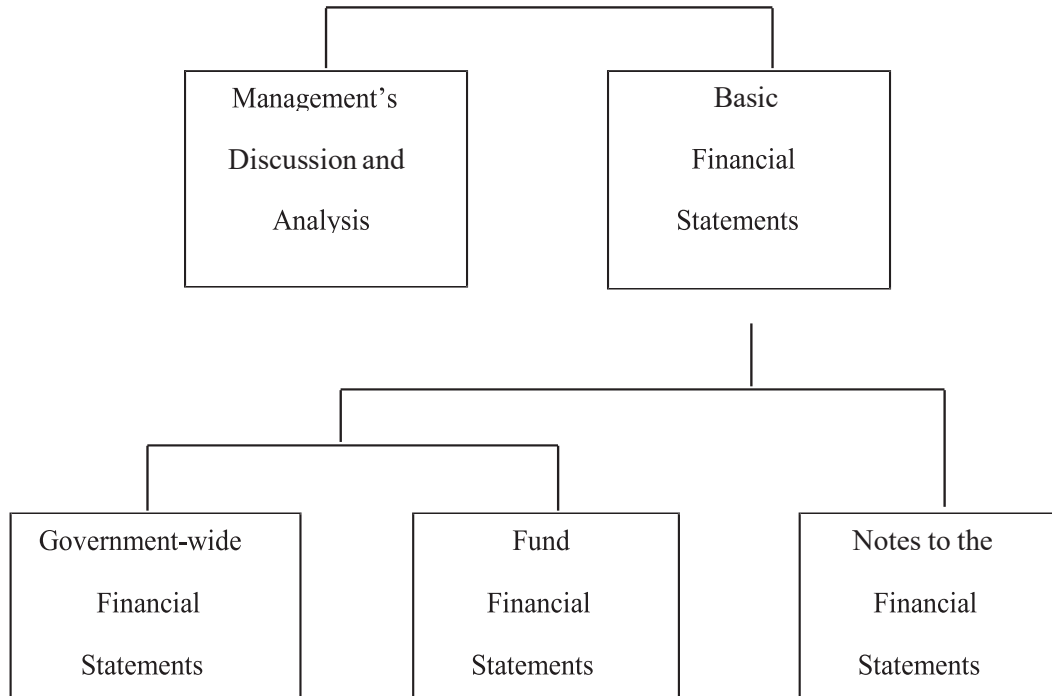 Management’s
Discussion and
Analysis
Basic
Financial
Statements
Government-wide
Financial
Statements
Fund
Financial
Statements
Notes to the
Financial
Statements